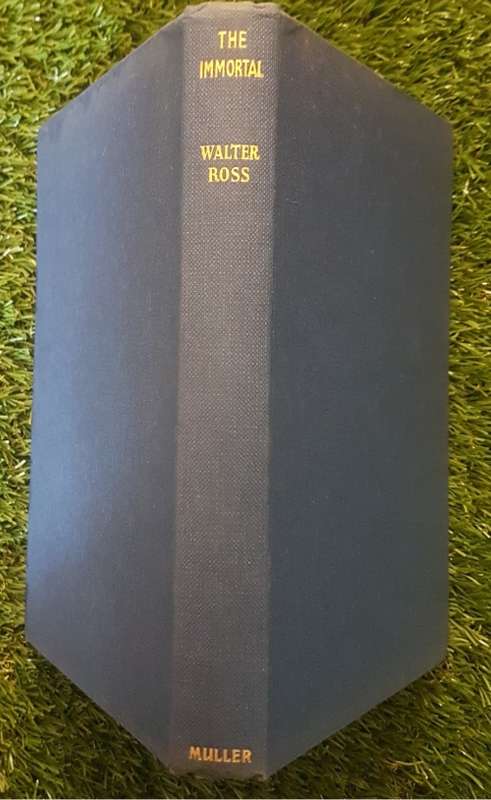 THE
IMMORTAL
WALTER
ROSS
MULLER